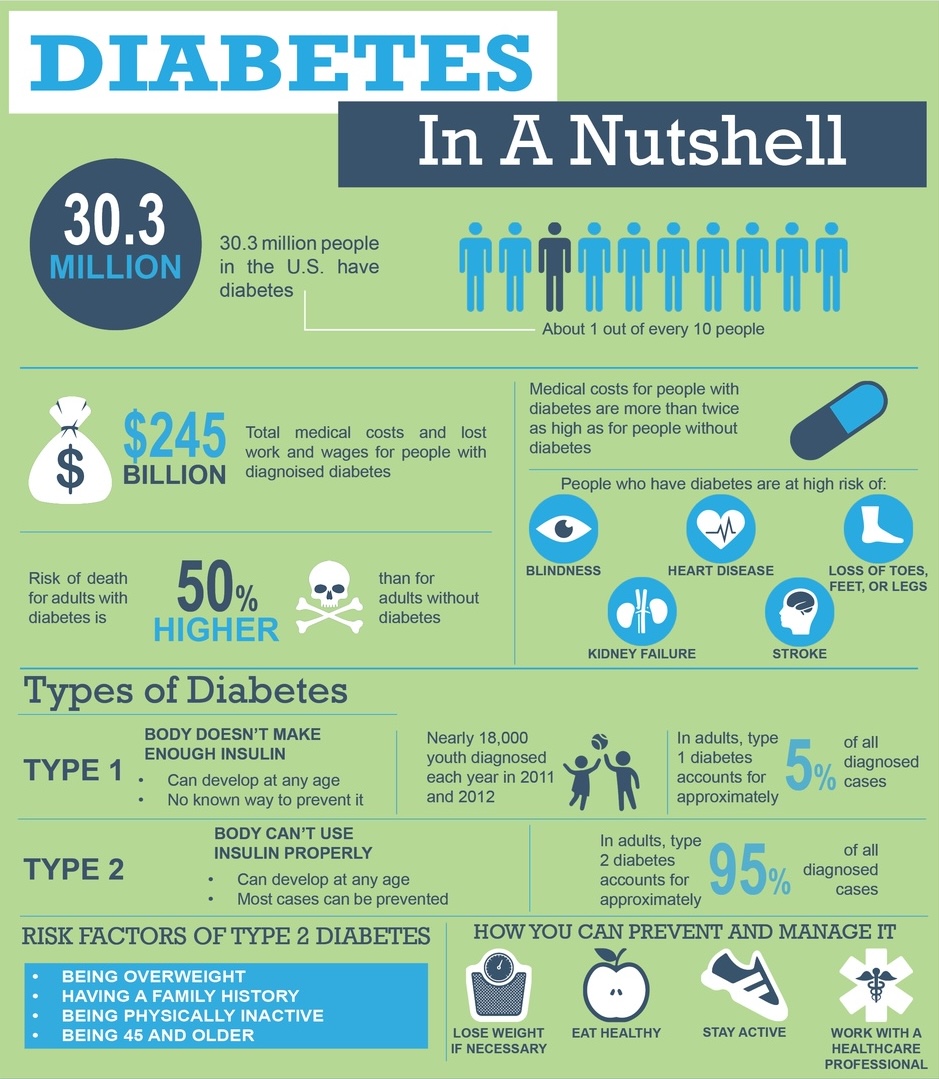 DIABETES
In A Nutshell
30.3
MILLION
30.3 million people
in the U.S. have
diabetes
About 1 out of every 10 people
$
$245
BILLION
Total medical costs and lost
work and wages for people with
diagnoised diabetes
Medical costs for people with
diabetes are more than twice
as high as for people without
diabetes
People who have diabetes are at high risk of:
BLINDNESS
HEART DISEASE
LOSS OF TOES,
FEET, OR LEGS
KIDNEY FAILURE
STROKE
Risk of death
for adults with
diabetes is
50%
HIGHER
than for
adults without
diabetes
Types of Diabetes
TYPE 1
BODY DOESN'T MAKE
ENOUGH INSULIN
• Can develop at any age
• No known way to prevent it
Nearly 18,000
youth diagnosed
each year in 2011
and 2012
In adults, type
1 diabetes
accounts for
approximately
5%
of all
diagnosed
cases
TYPE 2
BODY CAN'T USE
INSULIN PROPERLY
• Can develop at any age
• Most cases can be prevented
In adults, type
2 diabetes
accounts for
approximately
95%
of all
diagnosed
cases
RISK FACTORS OF TYPE 2 DIABETES
• BEING OVERWEIGHT
• HAVING A FAMILY HISTORY
• BEING PHYSICALLY INACTIVE
• BEING 45 AND OLDER
HOW YOU CAN PREVENT AND MANAGE IT
LOSE WEIGHT
IF NECESSARY
EAT HEALTHY
STAY ACTIVE
WORK WITH A
HEALTHCARE
PROFESSIONAL